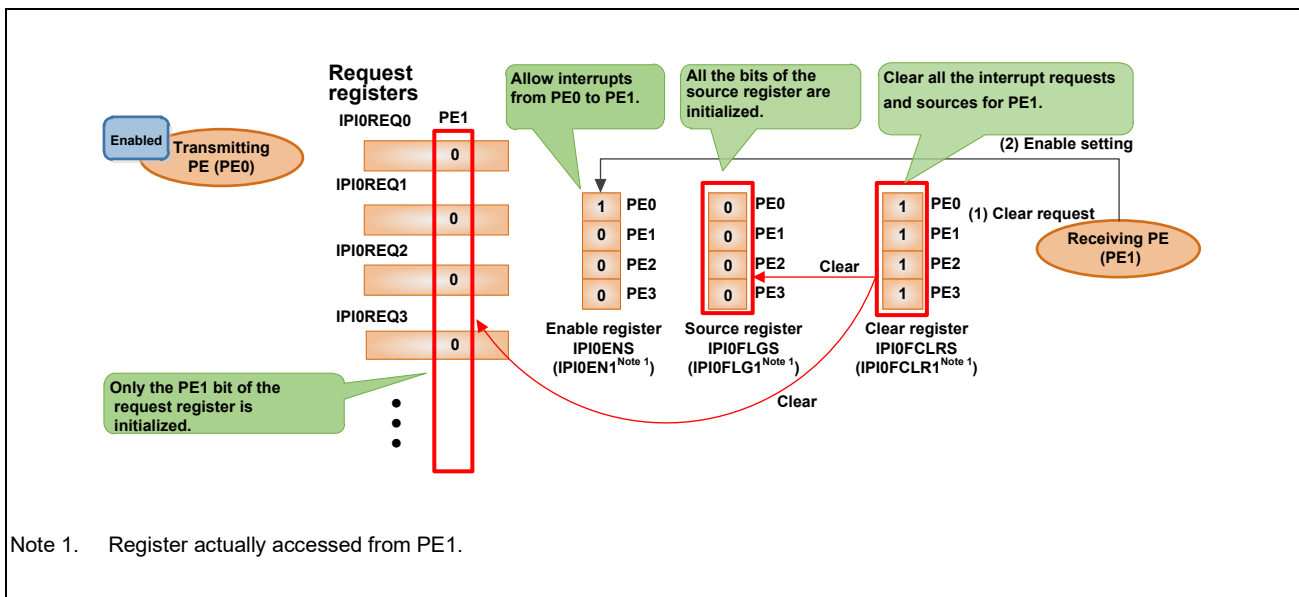 Request
registers
IPI0REQ0
PE1
0
IPI0REQ1
0
IPI0REQ2
0
IPI0REQ3
0
Enabled
Transmitting
PE (PE0)
Allow interrupts
from PE0 to PE1.
All the bits of the
source register are
initialized.
Clear all the interrupt requests
and sources for PE1.
(2) Enable setting
1 PE0
0 PE1
0 PE2
0 PE3
Enable register
IPI0ENS
(IPI0EN1Note 1)
0 PE0
0 PE1
0 PE2
0 PE3
Source register
IPI0FLGS
(IPI0FLG1Note 1)
Clear
1 PE0
1 PE1
1 PE2
1 PE3
Clear register
IPI0FCLRS
(IPI0FCLR1Note 1)
(1) Clear request
Receiving PE
(PE1)
Clear
Only the PE1 bit of the
request register is
initialized.
Note 1. Register actually accessed from PE1.